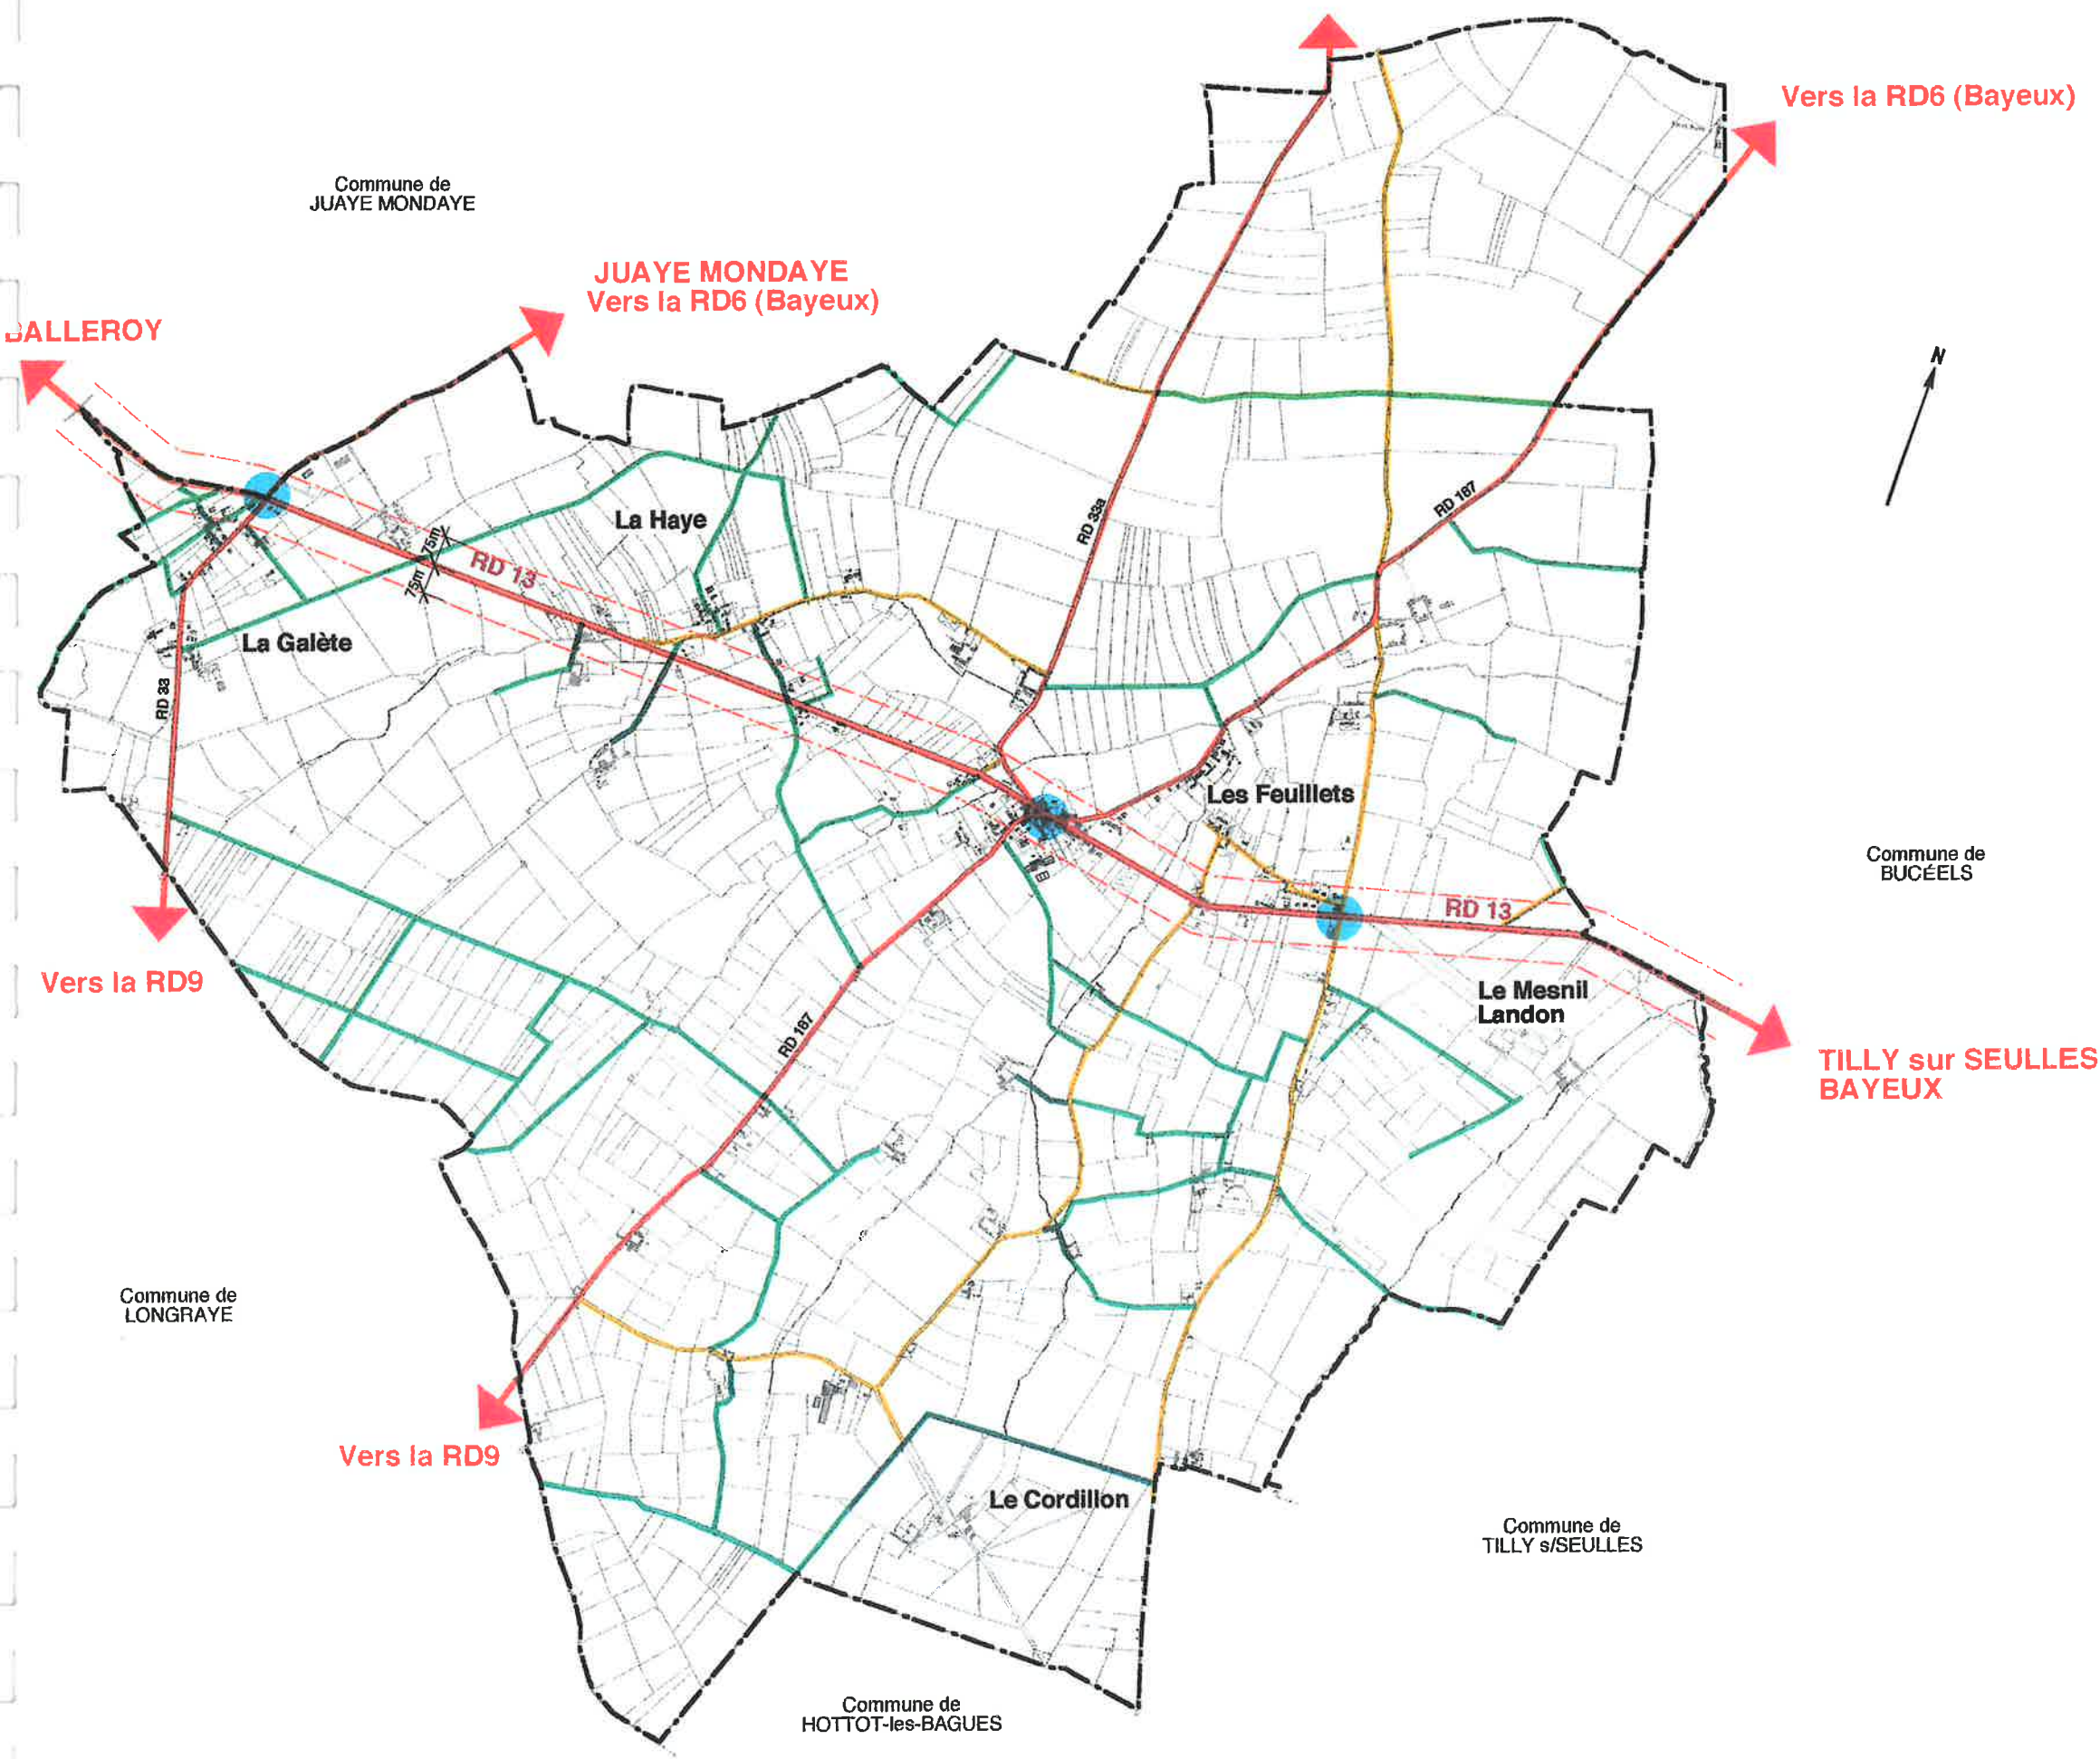 Vers la RD6 (Bayeux)
Commune de
JUAYE MONDAYE
JUAYE MONDAYE
Vers la RD6 (Bayeux)
BALLEROY
N
La Haye
RD 33a
RD 187
75m
75m
RD 13
La Galète
RD 33
Les Feuillets
Commune de
BUCÉELS
RD 13
Vers la RD9
Le Mesnil
Landon
RD 187
TILLY sur SEULLES
BAYEUX
Commune de
LONGRAYE
Vers la RD9
Le Cordillon
Commune de
TILLY s/SEULLES
Commune de
HOTTOT-les-BAGUES